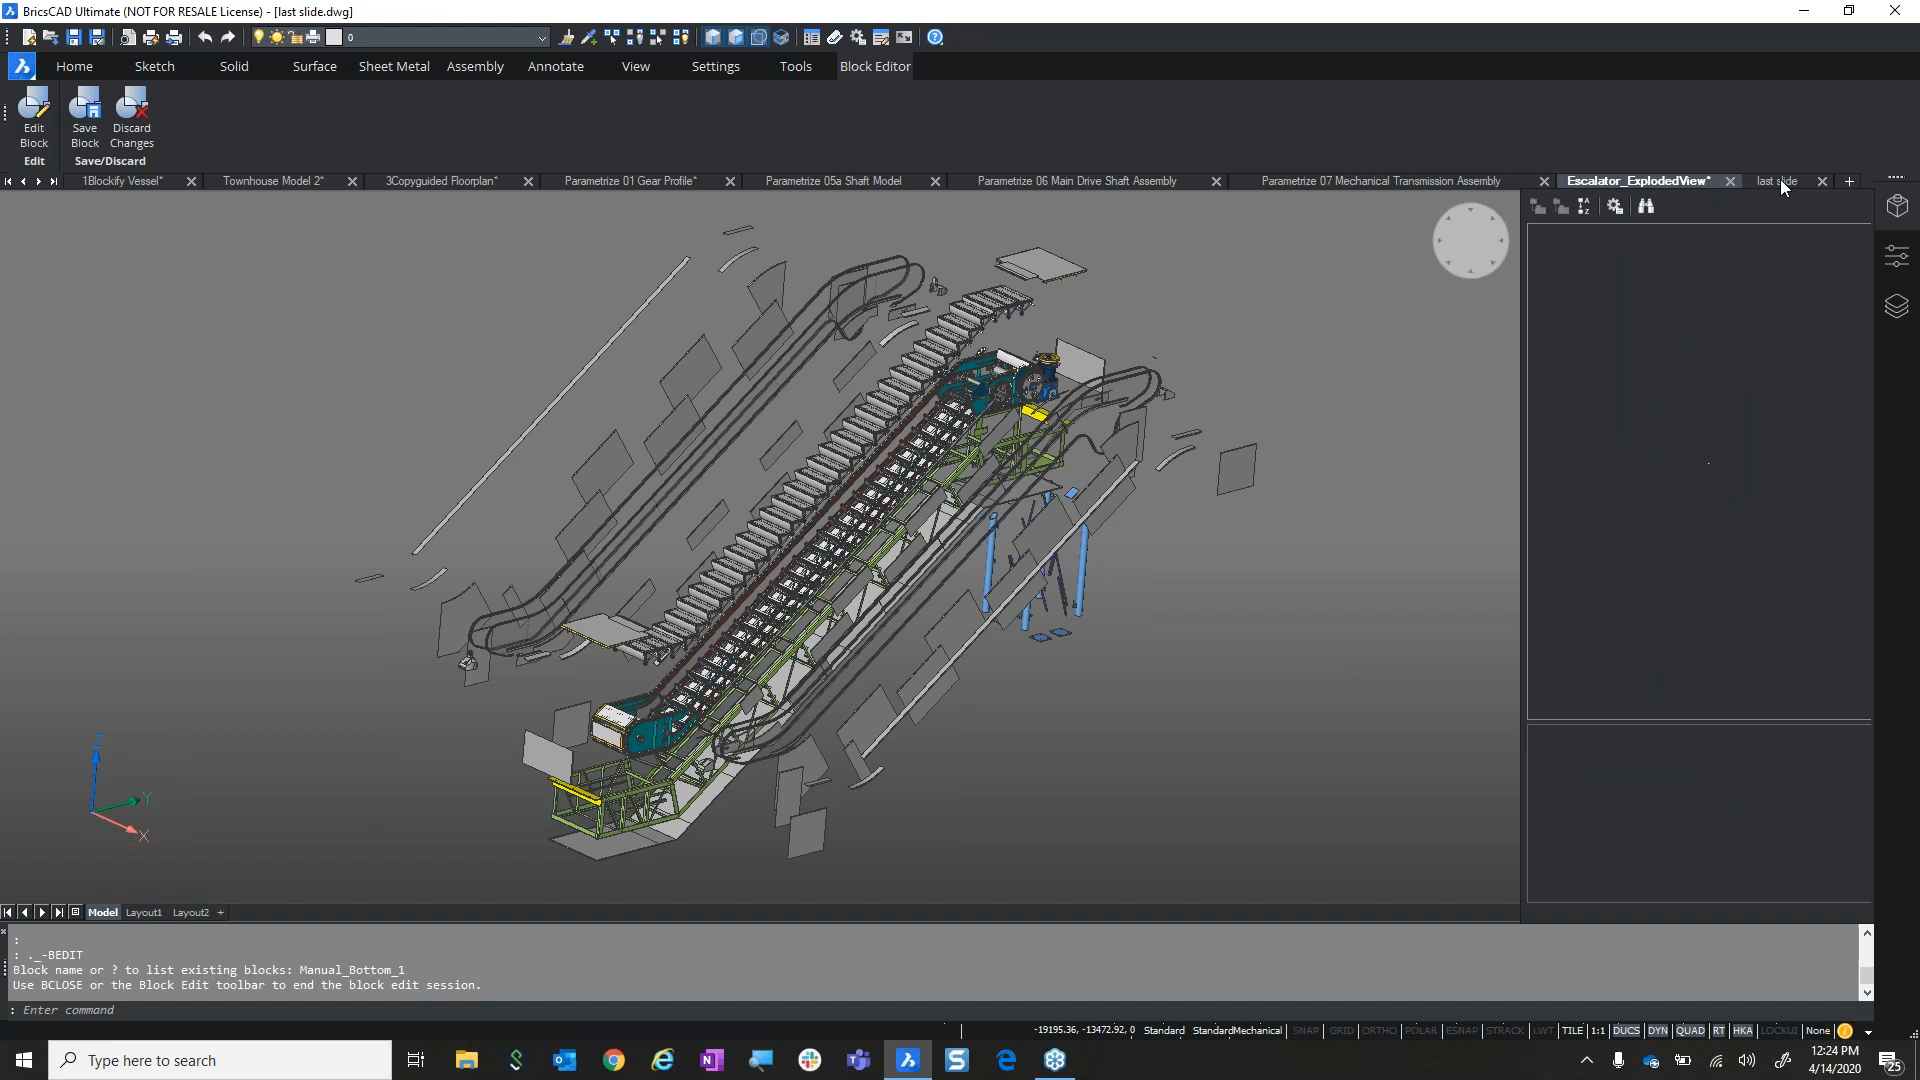 BricsCAD Ultimate (NOT FOR RESALE License) - [last slide.dwg]
0
Home Sketch Solid Surface Sheet Metal Assembly Annotate View Settings Tools Block Editor
Edit Block
Save Block
Discard Changes
Edit
Save/Discard
1Blockify Vessel* Townhouse Model 2* 3Copyguided Floorplan* Parametrize 01 Gear Profile* Parametrize 05a Shaft Model Parametrize 06 Main Drive Shaft Assembly Parametrize 07 Mechanical Transmission Assembly Escalator_ExplodedView* last slide
Z
Y
X
Model Layout1 Layout2 +
:
: ._-BEDIT
Block name or ? to list existing blocks: Manual_Bottom_1
Use BCLOSE or the Block Edit toolbar to end the block edit session.
: Enter command
-19195.36, -13472.92, 0 Standard StandardMechanical SNAP GRID ORTHO POLAR ESNAP STRACK LWT TILE 1:1 DUCS DYN QUAD RT HKA LOCKUI None
Type here to search
12:24 PM
4/14/2020
25